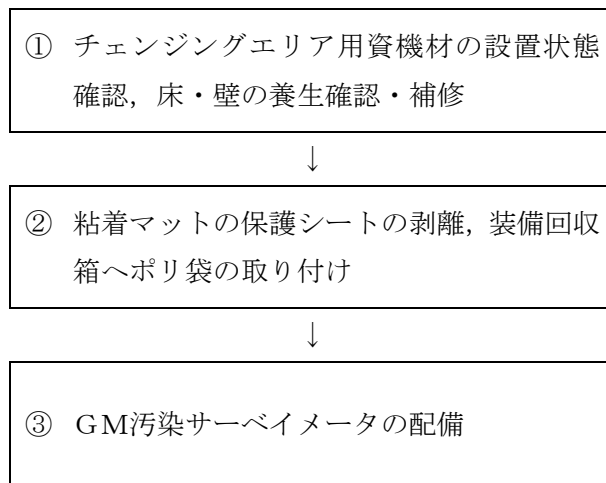 ① チェンジングエリア用資機材の設置状態
確認，床・壁の養生確認・補修
↓
② 粘着マットの保護シートの剥離，装備回収
箱へポリ袋の取り付け
↓
③ ＧＭ汚染サーベイメータの配備